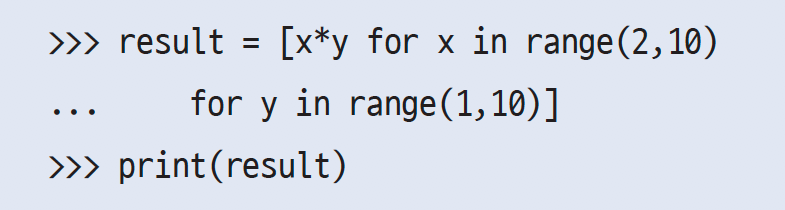 >>> result = [x*y for x in range(2,10)
...     for y in range(1,10)]
>>> print(result)